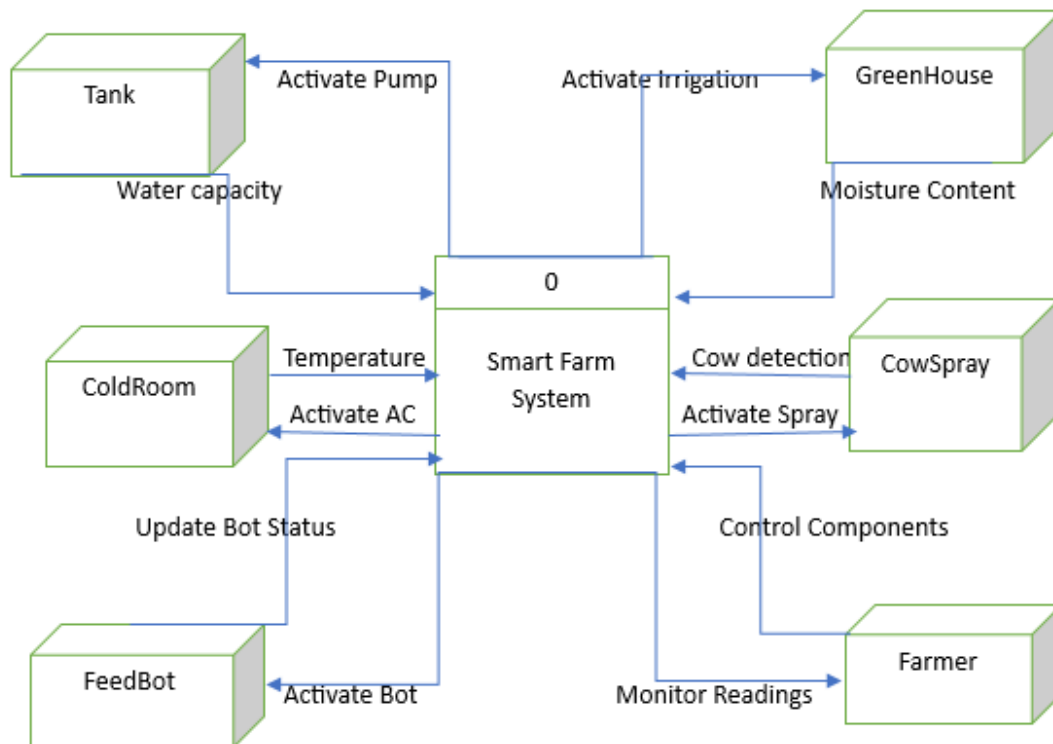 Tank
Activate Pump
Activate Irrigation
GreenHouse
Water capacity
Moisture Content
0
Smart Farm
System
ColdRoom
Temperature
Activate AC
Cow detection
Activate Spray
CowSpray
Update Bot Status
Control Components
FeedBot
Activate Bot
Monitor Readings
Farmer